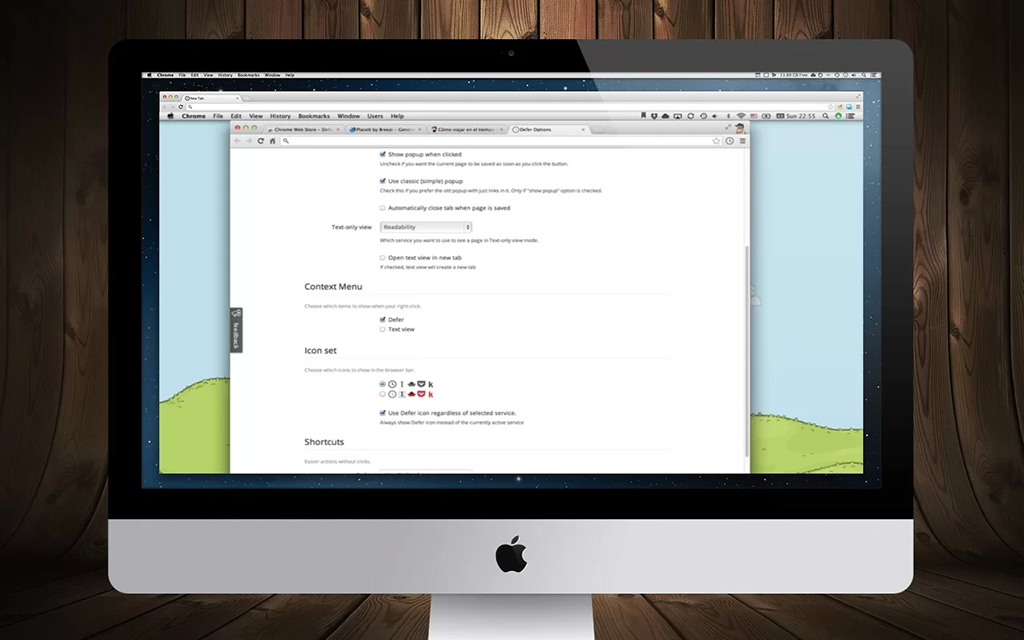 Chrome File Edit View History Bookmarks Window Help
New Tab
Chrome File Edit View History Bookmarks Window Users Help
Sun 22:55
Chrome Web Store - Defe
PlaceIt by Breezi - Gener
Cómo viajar en el tiempo
Defer Options
Show popup when clicked
Uncheck if you want the current page to be saved as soon as you click the button.
Use classic (simple) popup
Check this if you prefer the old popup with just links in it. Only if "show popup" option is checked.
Automatically close tab when page is saved
Text-only view Readability
Which service you want to use to see a page in Text-only view mode.
Open text view in new tab
If checked, text view will create a new tab
Context Menu
Choose which items to show when your right-click.
Defer
Text view
feedback
Icon set
Choose which icons to show in the browser bar.
I k
I k
Use Defer icon regardless of selected service.
Always show Defer icon instead of the currently active service
Shortcuts
Easier actions without clicks.